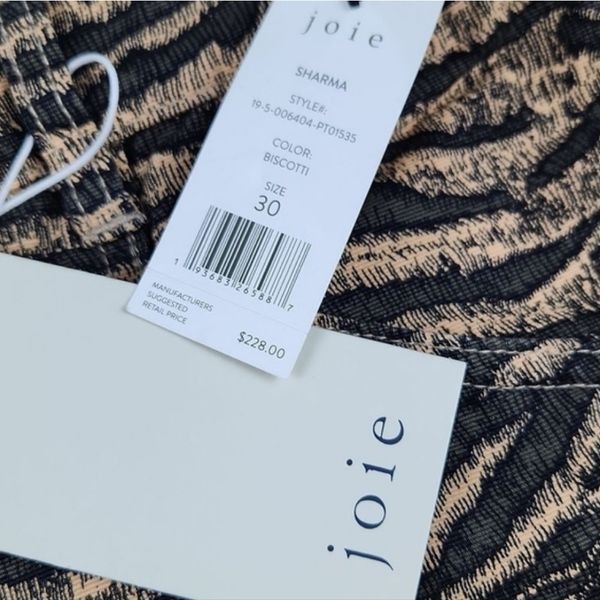 joie
SHARMA
STYLE#:
19-5-006404-PT01535
COLOR:
BISCOTTI
SIZE
30
1 93683 26588 7
MANUFACTURERS
SUGGESTED
RETAIL PRICE
$228.00
joie